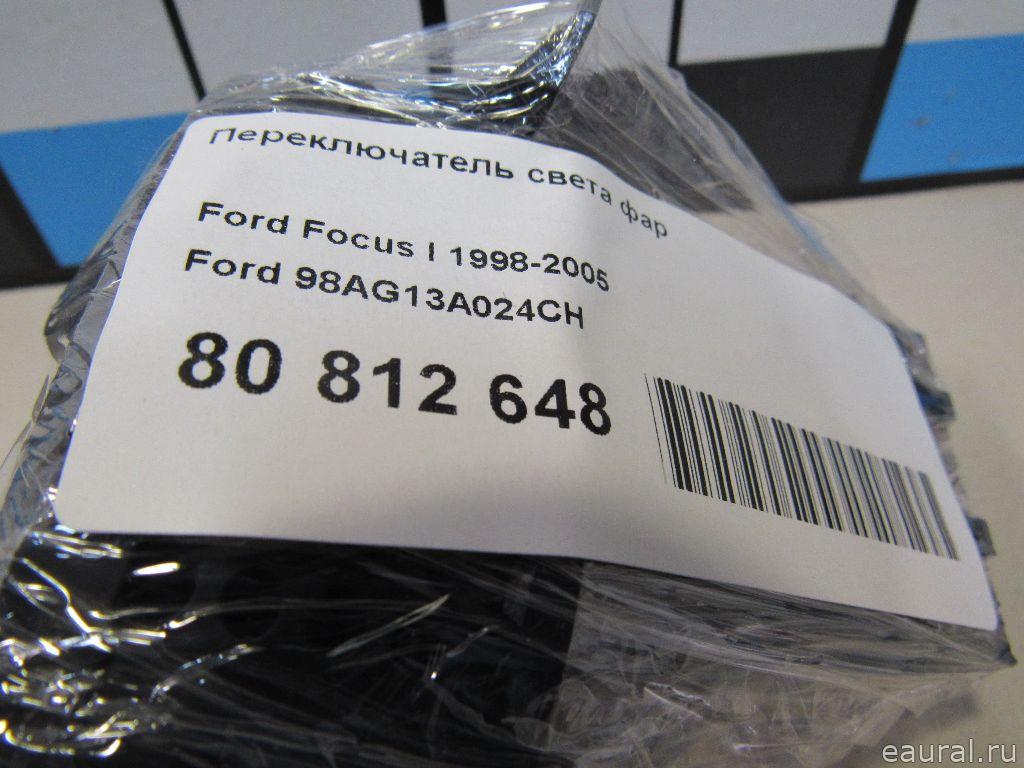 Переключатель света фар
Ford Focus I 1998-2005
Ford 98AG13A024CH
80 812 648
eaural.ru